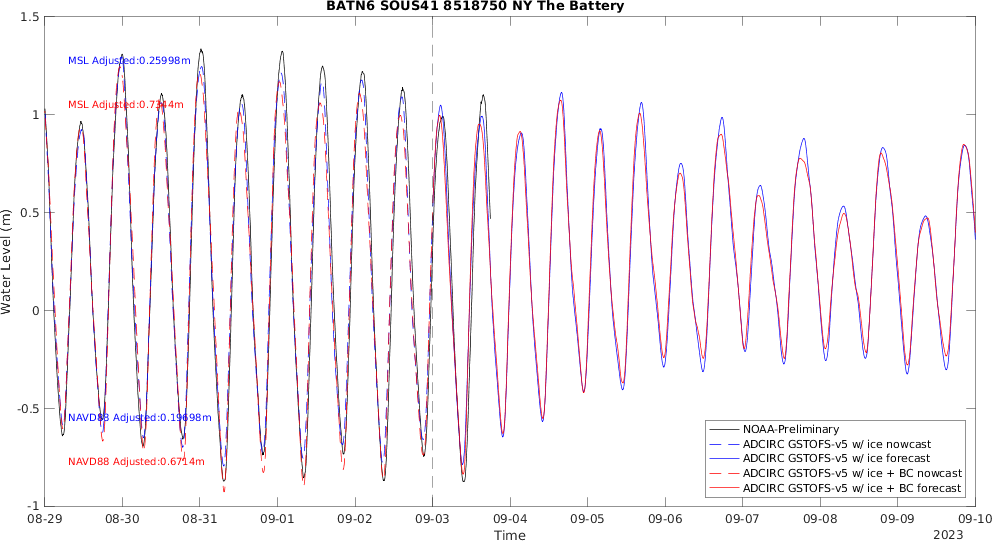 BATN6 SOUS41 8518750 NY The Battery
1.5
MSL Adjusted:0.25998m
MSL Adjusted:0.7344m
1
0.5
Water Level (m)
0
-0.5
NAVD88 Adjusted:0.19698m
NAVD88 Adjusted:0.6714m
-1
NOAA-Preliminary
ADCIRC GSTOFS-v5 w/ ice nowcast
ADCIRC GSTOFS-v5 w/ ice forecast
ADCIRC GSTOFS-v5 w/ ice + BC nowcast
ADCIRC GSTOFS-v5 w/ ice + BC forecast
08-29 08-30 08-31 09-01 09-02 09-03 09-04 09-05 09-06 09-07 09-08 09-09 09-10
Time
2023